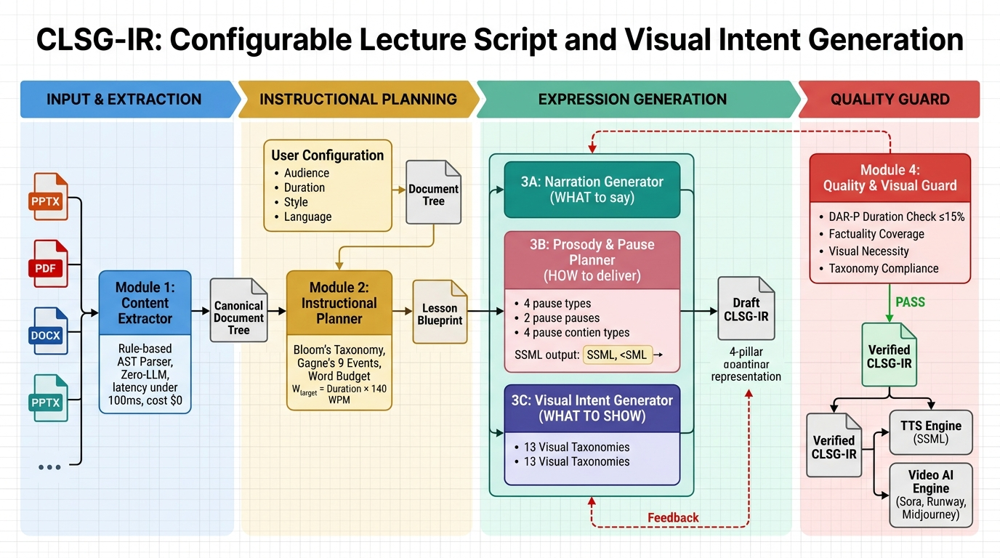 CLSG-IR: Configurable Lecture Script and Visual Intent Generation
INPUT & EXTRACTION
INSTRUCTIONAL PLANNING
EXPRESSION GENERATION
QUALITY GUARD
PPTX
PDF
DOCX
PPTX
...
Module 1:
Content
Extractor
Rule-based
AST Parser,
Zero-LLM,
latency under
100ms, cost $0
Canonical
Document
Tree
User Configuration
• Audience
• Duration
• Style
• Language
Document
Tree
Module 2:
Instructional
Planner
Bloom's Taxonomy,
Gagne's 9 Events,
Word Budget
Wtarget = Duration × 140
WPM
Lesson
Blueprint
3A: Narration Generator
(WHAT to say)
3B: Prosody & Pause
Planner
(HOW to deliver)
• 4 pause types
• 2 pause pauses
• 4 pause contien types
SSML output: SSML, <SML →
3C: Visual Intent Generator
(WHAT TO SHOW)
• 13 Visual Taxonomies
• 13 Visual Taxonomies
Draft
CLSG-IR
4-pillar
representation
Feedback
Module 4:
Quality & Visual Guard
• DAR-P Duration Check ≤15%
• Factuality Coverage
• Visual Necessity
• Taxonomy Compliance
PASS
Verified
CLSG-IR
Verified
CLSG-IR
TTS Engine
(SSML)
Video AI
Engine
(Sora, Runway,
Midjourney)